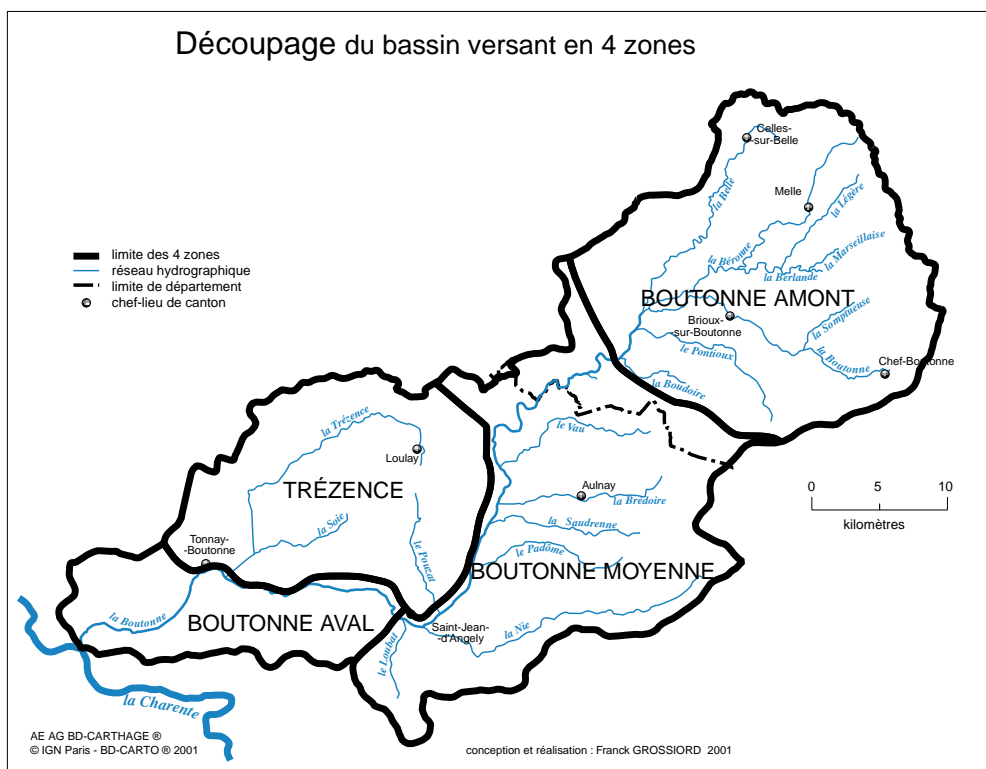 Découpage du bassin versant en 4 zones
Celles-
-sur-Belle
la Belle
Melle
la Légère
la Béronne
la Berlande
la Marseillaise
limite des 4 zones
réseau hydrographique
limite de département
chef-lieu de canton
BOUTONNE AMONT
Brioux-
-sur-Boutonne
la Somptueuse
le Pontioux
la Boutonne
Chef-Boutonne
la Boudoire
la Trézence
Loulay
le Vau
TRÉZENCE
Aulnay
la Brédoire
0 5 10
kilomètres
la Soie
la Saudrenne
Tonnay-
-Boutonne
le Pouzat
le Padôme
BOUTONNE MOYENNE
la Boutonne
BOUTONNE AVAL
Saint-Jean-
-d'Angely
la Nie
le Loubat
la Charente
AE AG BD-CARTHAGE ®
© IGN Paris - BD-CARTO ® 2001
conception et réalisation : Franck GROSSIORD 2001